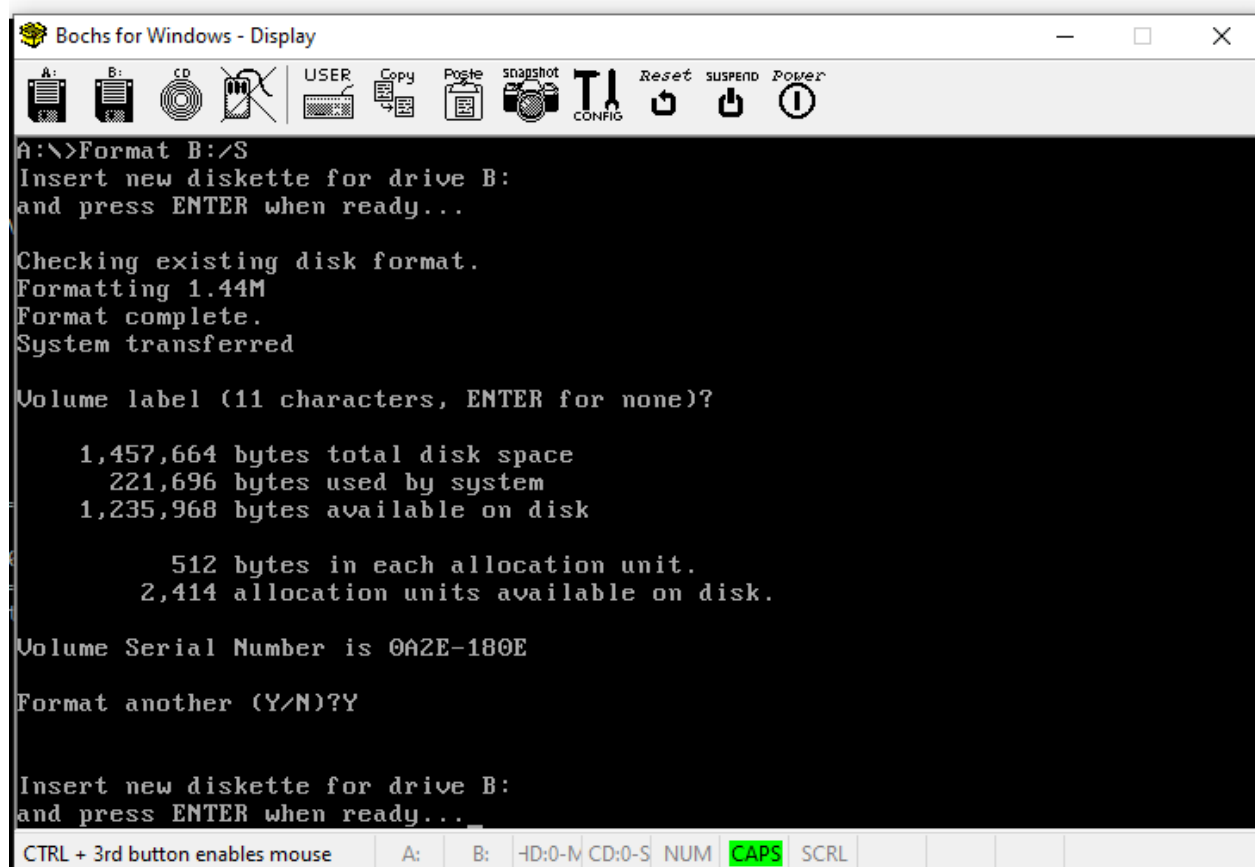 Bochs for Windows - Display
A: B: CD USER Copy Poste snapshot CONFIG Reset SUSPEND Power
A:\>Format B:/S
Insert new diskette for drive B:
and press ENTER when ready...
Checking existing disk format.
Formatting 1.44M
Format complete.
System transferred
Volume label (11 characters, ENTER for none)?
1,457,664 bytes total disk space
221,696 bytes used by system
1,235,968 bytes available on disk
512 bytes in each allocation unit.
2,414 allocation units available on disk.
Volume Serial Number is 0A2E-180E
Format another (Y/N)?Y
Insert new diskette for drive B:
and press ENTER when ready..._
CTRL + 3rd button enables mouse A: B: HD:0-M CD:0-S NUM CAPS SCRL